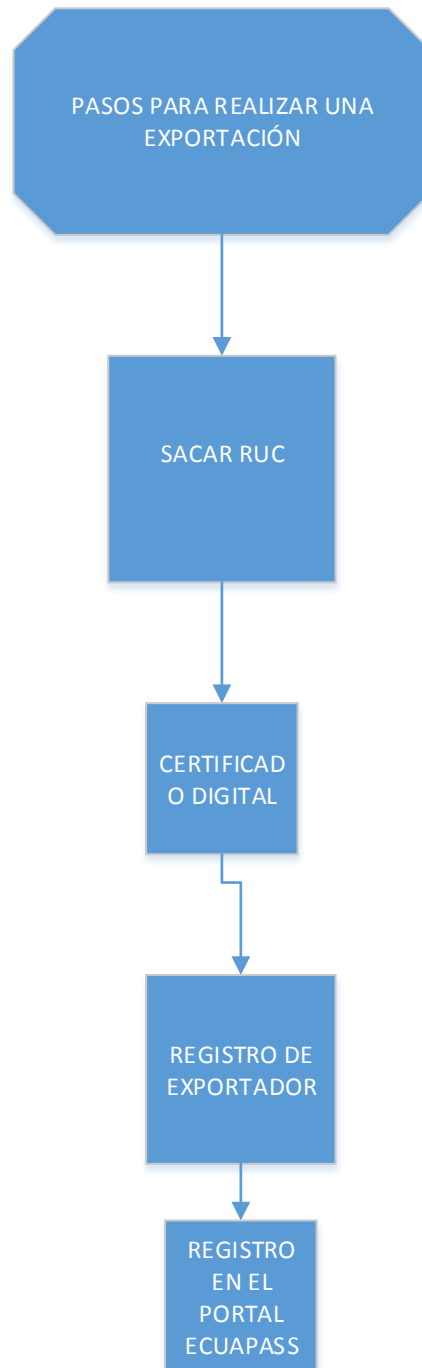 PASOS PARA REALIZAR UNA
EXPORTACIÓN
SACAR RUC
CERTIFICAD
O DIGITAL
REGISTRO DE
EXPORTADOR
REGISTRO
EN EL
PORTAL
ECUAPASS